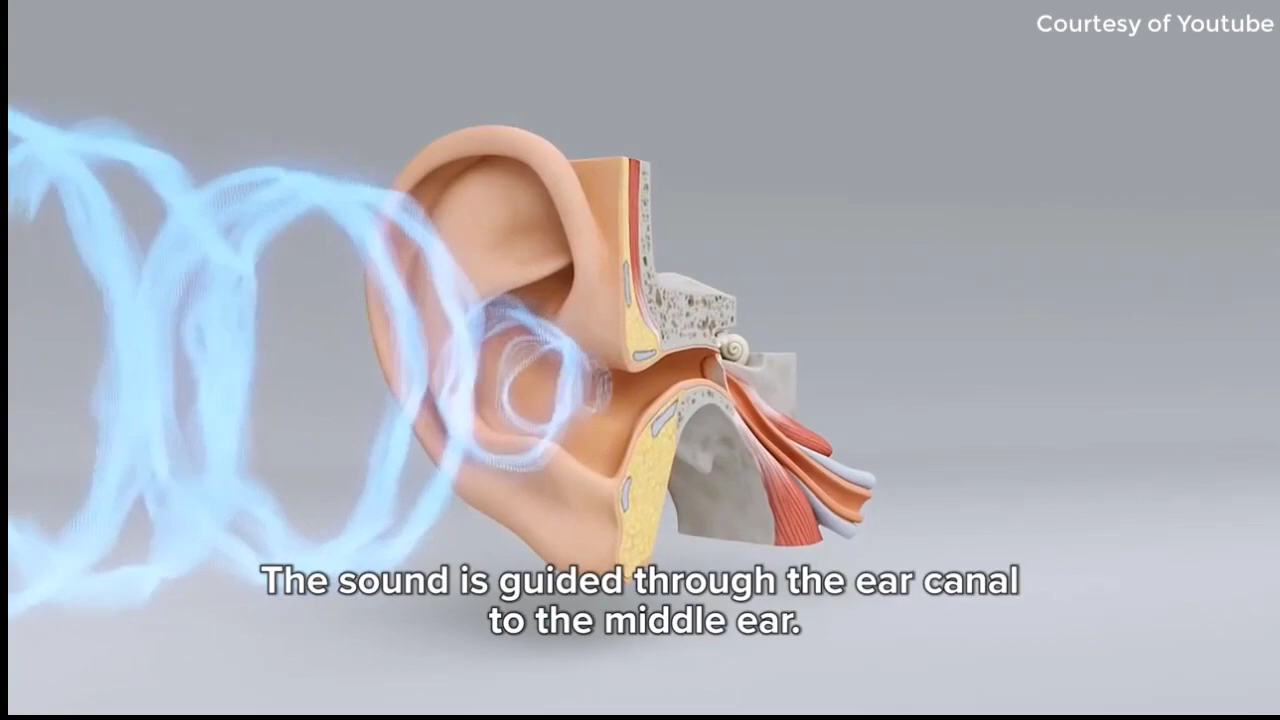 Courtesy of Youtube
The sound is guided through the ear canal
to the middle ear.